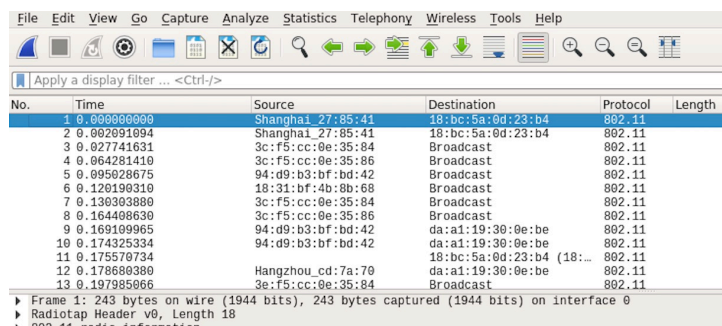 File Edit View Go Capture Analyze Statistics Telephony Wireless Tools Help
Apply a display filter ... <Ctrl-/>
No. Time Source Destination Protocol Length
1 0.000000000 Shanghai_27:85:41 18:bc:5a:0d:23:b4 802.11
2 0.002091094 Shanghai_27:85:41 18:bc:5a:0d:23:b4 802.11
3 0.027741631 3c:f5:cc:0e:35:84 Broadcast 802.11
4 0.064281410 3c:f5:cc:0e:35:86 Broadcast 802.11
5 0.095028675 94:d9:b3:bf:bd:42 Broadcast 802.11
6 0.120190310 18:31:bf:4b:8b:68 Broadcast 802.11
7 0.130303880 3c:f5:cc:0e:35:84 Broadcast 802.11
8 0.164408630 3c:f5:cc:0e:35:86 Broadcast 802.11
9 0.169109965 94:d9:b3:bf:bd:42 da:a1:19:30:0e:be 802.11
10 0.174325334 94:d9:b3:bf:bd:42 da:a1:19:30:0e:be 802.11
11 0.175570734 18:bc:5a:0d:23:b4 (18:… 802.11
12 0.178680380 Hangzhou_cd:7a:70 da:a1:19:30:0e:be 802.11
13 0.197985066 3e:f5:cc:0e:35:84 Broadcast 802.11
Frame 1: 243 bytes on wire (1944 bits), 243 bytes captured (1944 bits) on interface 0
Radiotap Header v0, Length 18
802.11 radio information